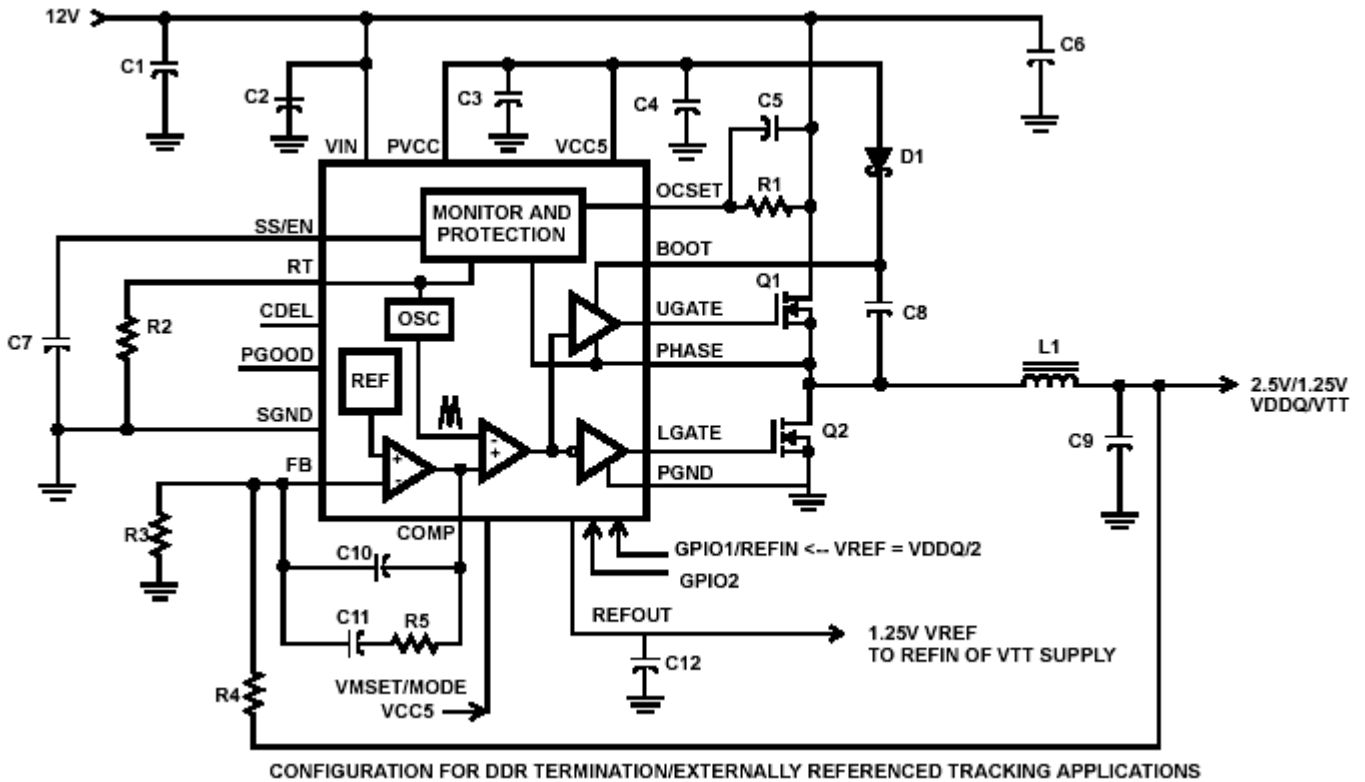 12V
C1
C2
C3
C4
C5
C6
VIN
PVCC
VCC5
D1
OCSET
R1
MONITOR AND
PROTECTION
SS/EN
BOOT
RT
Q1
CDEL
OSC
UGATE
C8
C7
R2
PGOOD
PHASE
L1
REF
2.5V/1.25V
VDDQ/VTT
SGND
LGATE
Q2
C9
FB
+
-
-
+
PGND
R3
COMP
C10
GPIO1/REFIN <-- VREF = VDDQ/2
GPIO2
C11
R5
REFOUT
1.25V VREF
TO REFIN OF VTT SUPPLY
C12
R4
VMSET/MODE
VCC5
CONFIGURATION FOR DDR TERMINATION/EXTERNALLY REFERENCED TRACKING APPLICATIONS